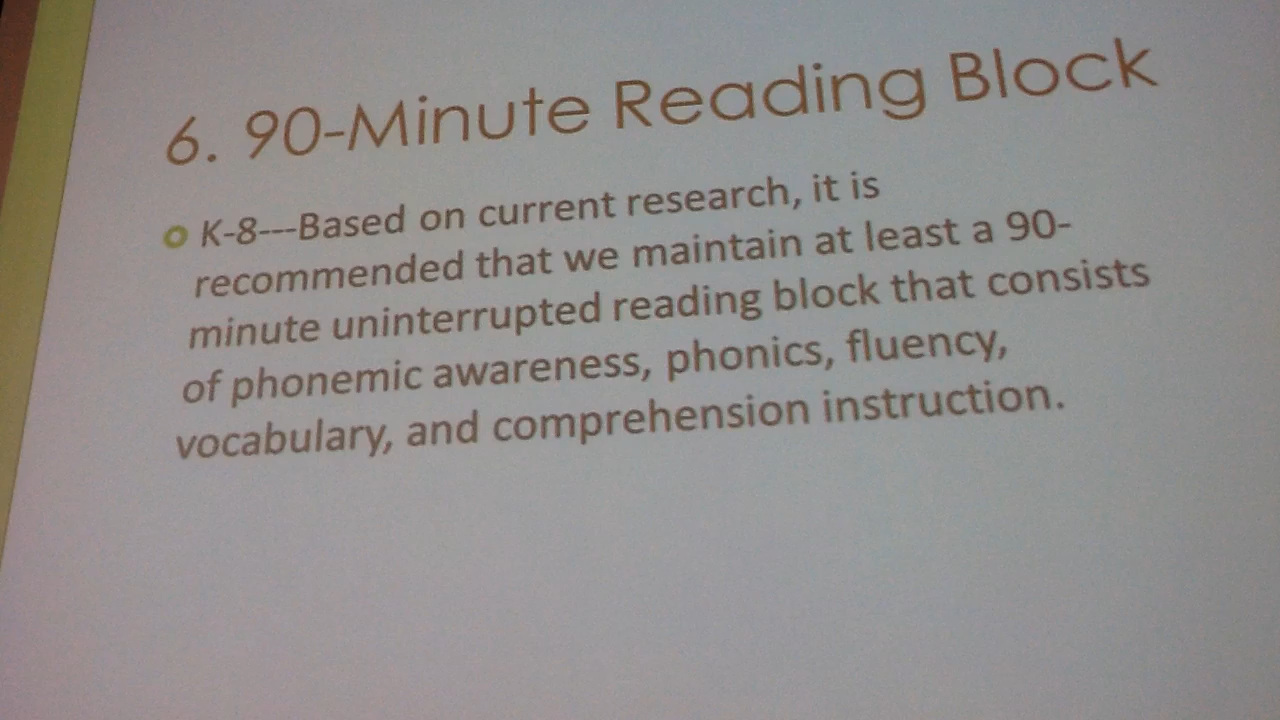 6. 90-Minute Reading Block
K-8---Based on current research, it is
recommended that we maintain at least a 90-
minute uninterrupted reading block that consists
of phonemic awareness, phonics, fluency,
vocabulary, and comprehension instruction.